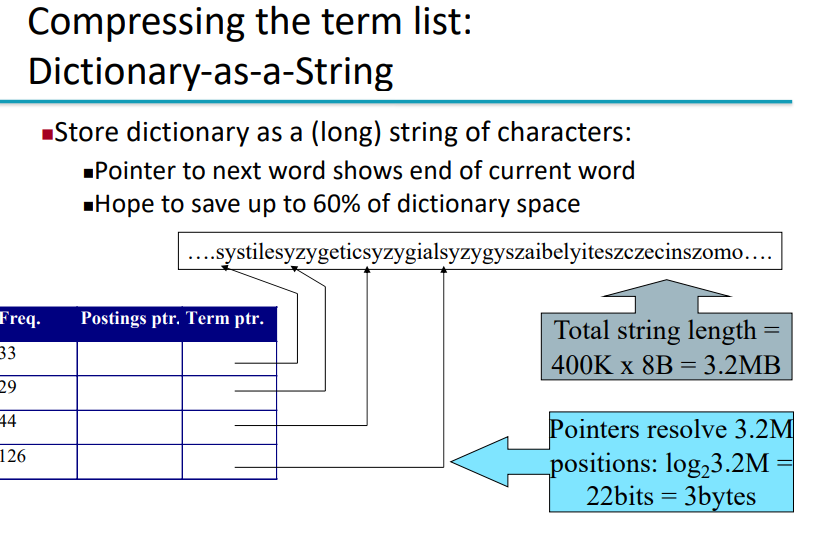 Compressing the term list:
Dictionary-as-a-String
Store dictionary as a (long) string of characters:
Pointer to next word shows end of current word
Hope to save up to 60% of dictionary space
….systilesyzygeticsyzygialsyzygyszaibelyiteszczecinszomo….
Freq. Postings ptr. Term ptr.
33
29
44
126
Total string length =
400K x 8B = 3.2MB
Pointers resolve 3.2M
positions: log₂3.2M =
22bits = 3bytes